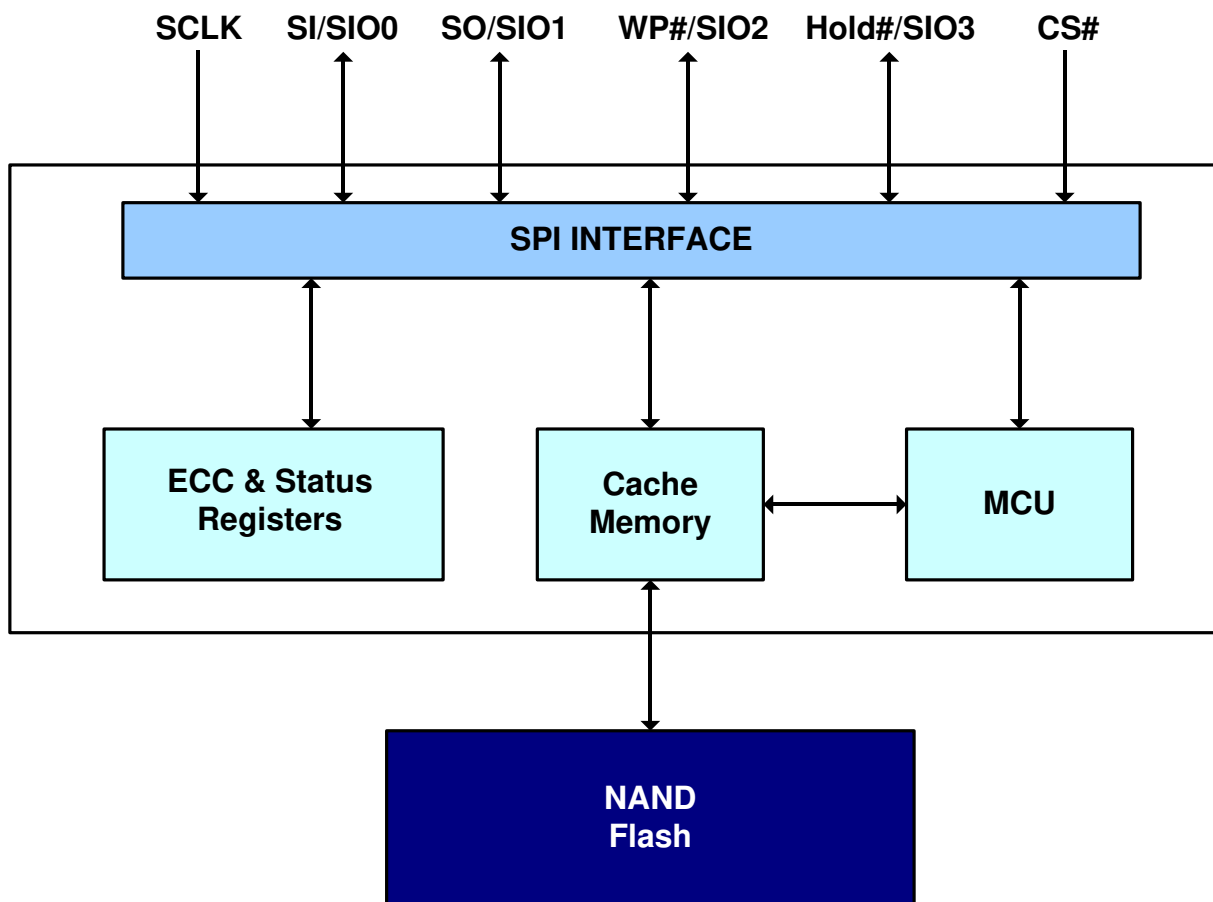 SCLK SI/SIO0 SO/SIO1 WP#/SIO2 Hold#/SIO3 CS#
SPI INTERFACE
ECC & Status
Registers
Cache
Memory
MCU
NAND
Flash